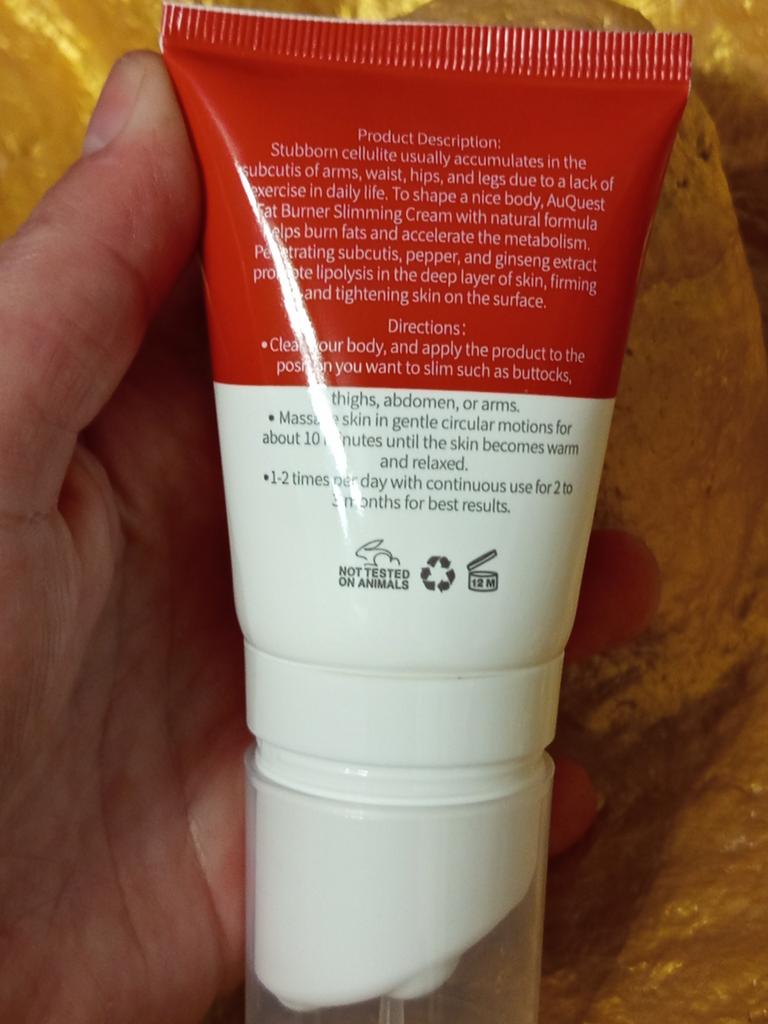 Product Description:
Stubborn cellulite usually accumulates in the
subcutis of arms, waist, hips, and legs due to a lack of
exercise in daily life. To shape a nice body, AuQuest
Fat Burner Slimming Cream with natural formula
helps burn fats and accelerate the metabolism.
Penetrating subcutis, pepper, and ginseng extract
promote lipolysis in the deep layer of skin, firming
and tightening skin on the surface.
Directions:
•Clean your body, and apply the product to the
position you want to slim such as buttocks,
thighs, abdomen, or arms.
• Massage skin in gentle circular motions for
about 10 minutes until the skin becomes warm
and relaxed.
•1-2 times per day with continuous use for 2 to
3 months for best results.
NOT TESTED
ON ANIMALS
12 M